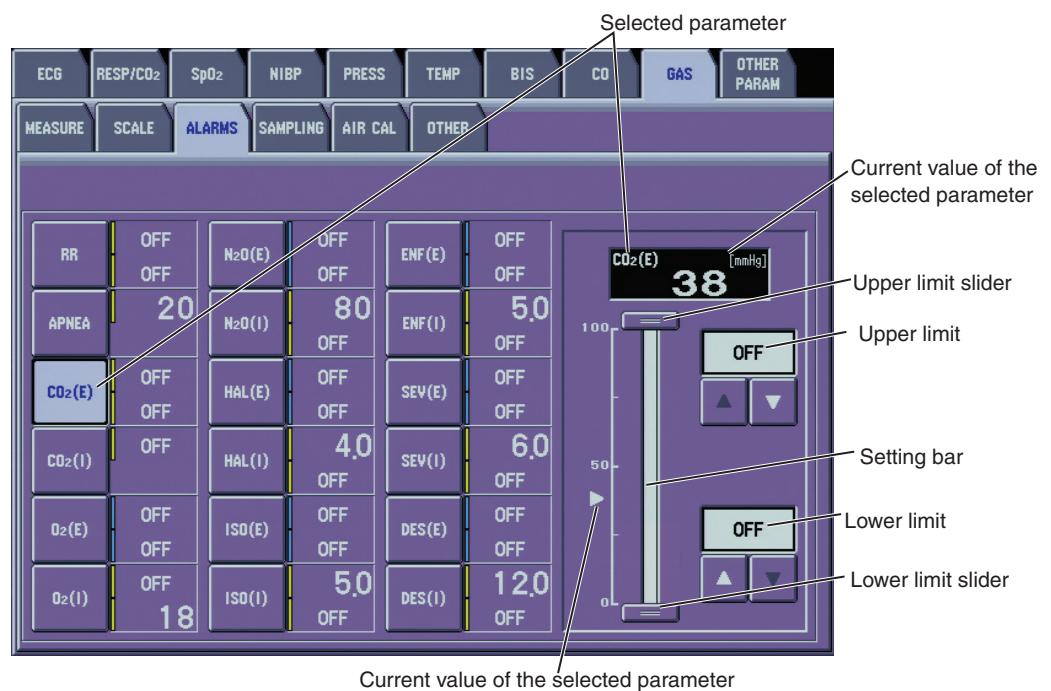 Selected parameter
ECG RESP/CO2 SpO2 NIBP PRESS TEMP BIS CO GAS OTHER PARAM
MEASURE SCALE ALARMS SAMPLING AIR CAL OTHER
Current value of the
selected parameter
RR OFF OFF
APNEA 20
CO2(E) OFF OFF
CO2(I) OFF
O2(E) OFF OFF
O2(I) OFF 18
N2O(E) OFF OFF
N2O(I) 80 OFF
HAL(E) OFF OFF
HAL(I) 4.0 OFF
ISO(E) OFF OFF
ISO(I) 5.0 OFF
ENF(E) OFF OFF
ENF(I) 5.0 OFF
SEV(E) OFF OFF
SEV(I) 6.0 OFF
DES(E) OFF OFF
DES(I) 12.0 OFF
CO2(E) [mmHg]
38
Upper limit slider
100
Upper limit
OFF
Setting bar
50
Lower limit
OFF
Lower limit slider
0
Current value of the selected parameter